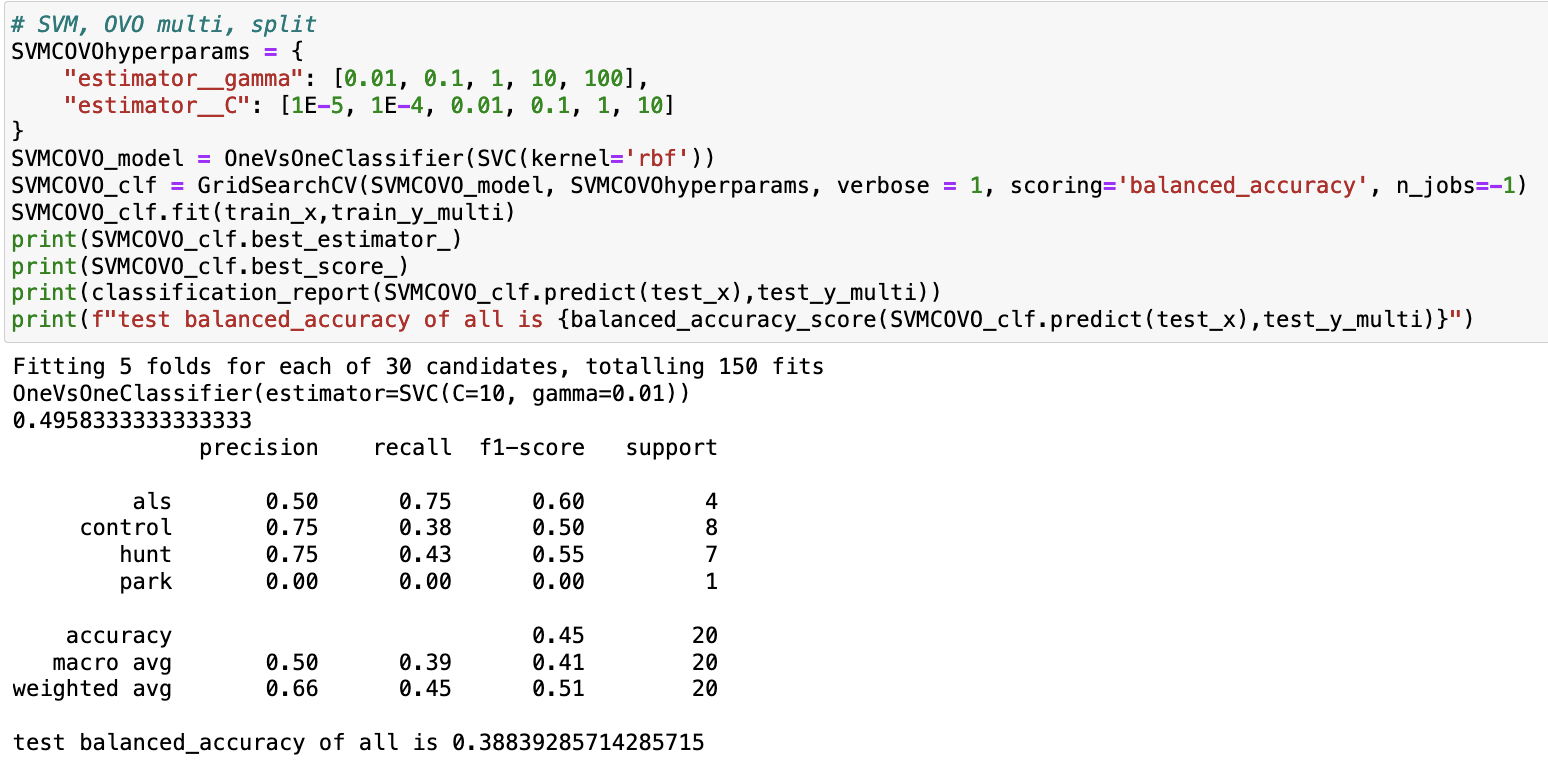 # SVM, OVO multi, split
SVMCOVOhyperparams = {
    "estimator__gamma": [0.01, 0.1, 1, 10, 100],
    "estimator__C": [1E-5, 1E-4, 0.01, 0.1, 1, 10]
}
SVMCOVO_model = OneVsOneClassifier(SVC(kernel='rbf'))
SVMCOVO_clf = GridSearchCV(SVMCOVO_model, SVMCOVOhyperparams, verbose = 1, scoring='balanced_accuracy', n_jobs=-1)
SVMCOVO_clf.fit(train_x,train_y_multi)
print(SVMCOVO_clf.best_estimator_)
print(SVMCOVO_clf.best_score_)
print(classification_report(SVMCOVO_clf.predict(test_x),test_y_multi))
print(f"test balanced_accuracy of all is {balanced_accuracy_score(SVMCOVO_clf.predict(test_x),test_y_multi)}")
Fitting 5 folds for each of 30 candidates, totalling 150 fits
OneVsOneClassifier(estimator=SVC(C=10, gamma=0.01))
0.4958333333333333
              precision    recall  f1-score   support
         als       0.50      0.75      0.60         4
     control       0.75      0.38      0.50         8
        hunt       0.75      0.43      0.55         7
        park       0.00      0.00      0.00         1
    accuracy                           0.45        20
   macro avg       0.50      0.39      0.41        20
weighted avg       0.66      0.45      0.51        20
test balanced_accuracy of all is 0.38839285714285715